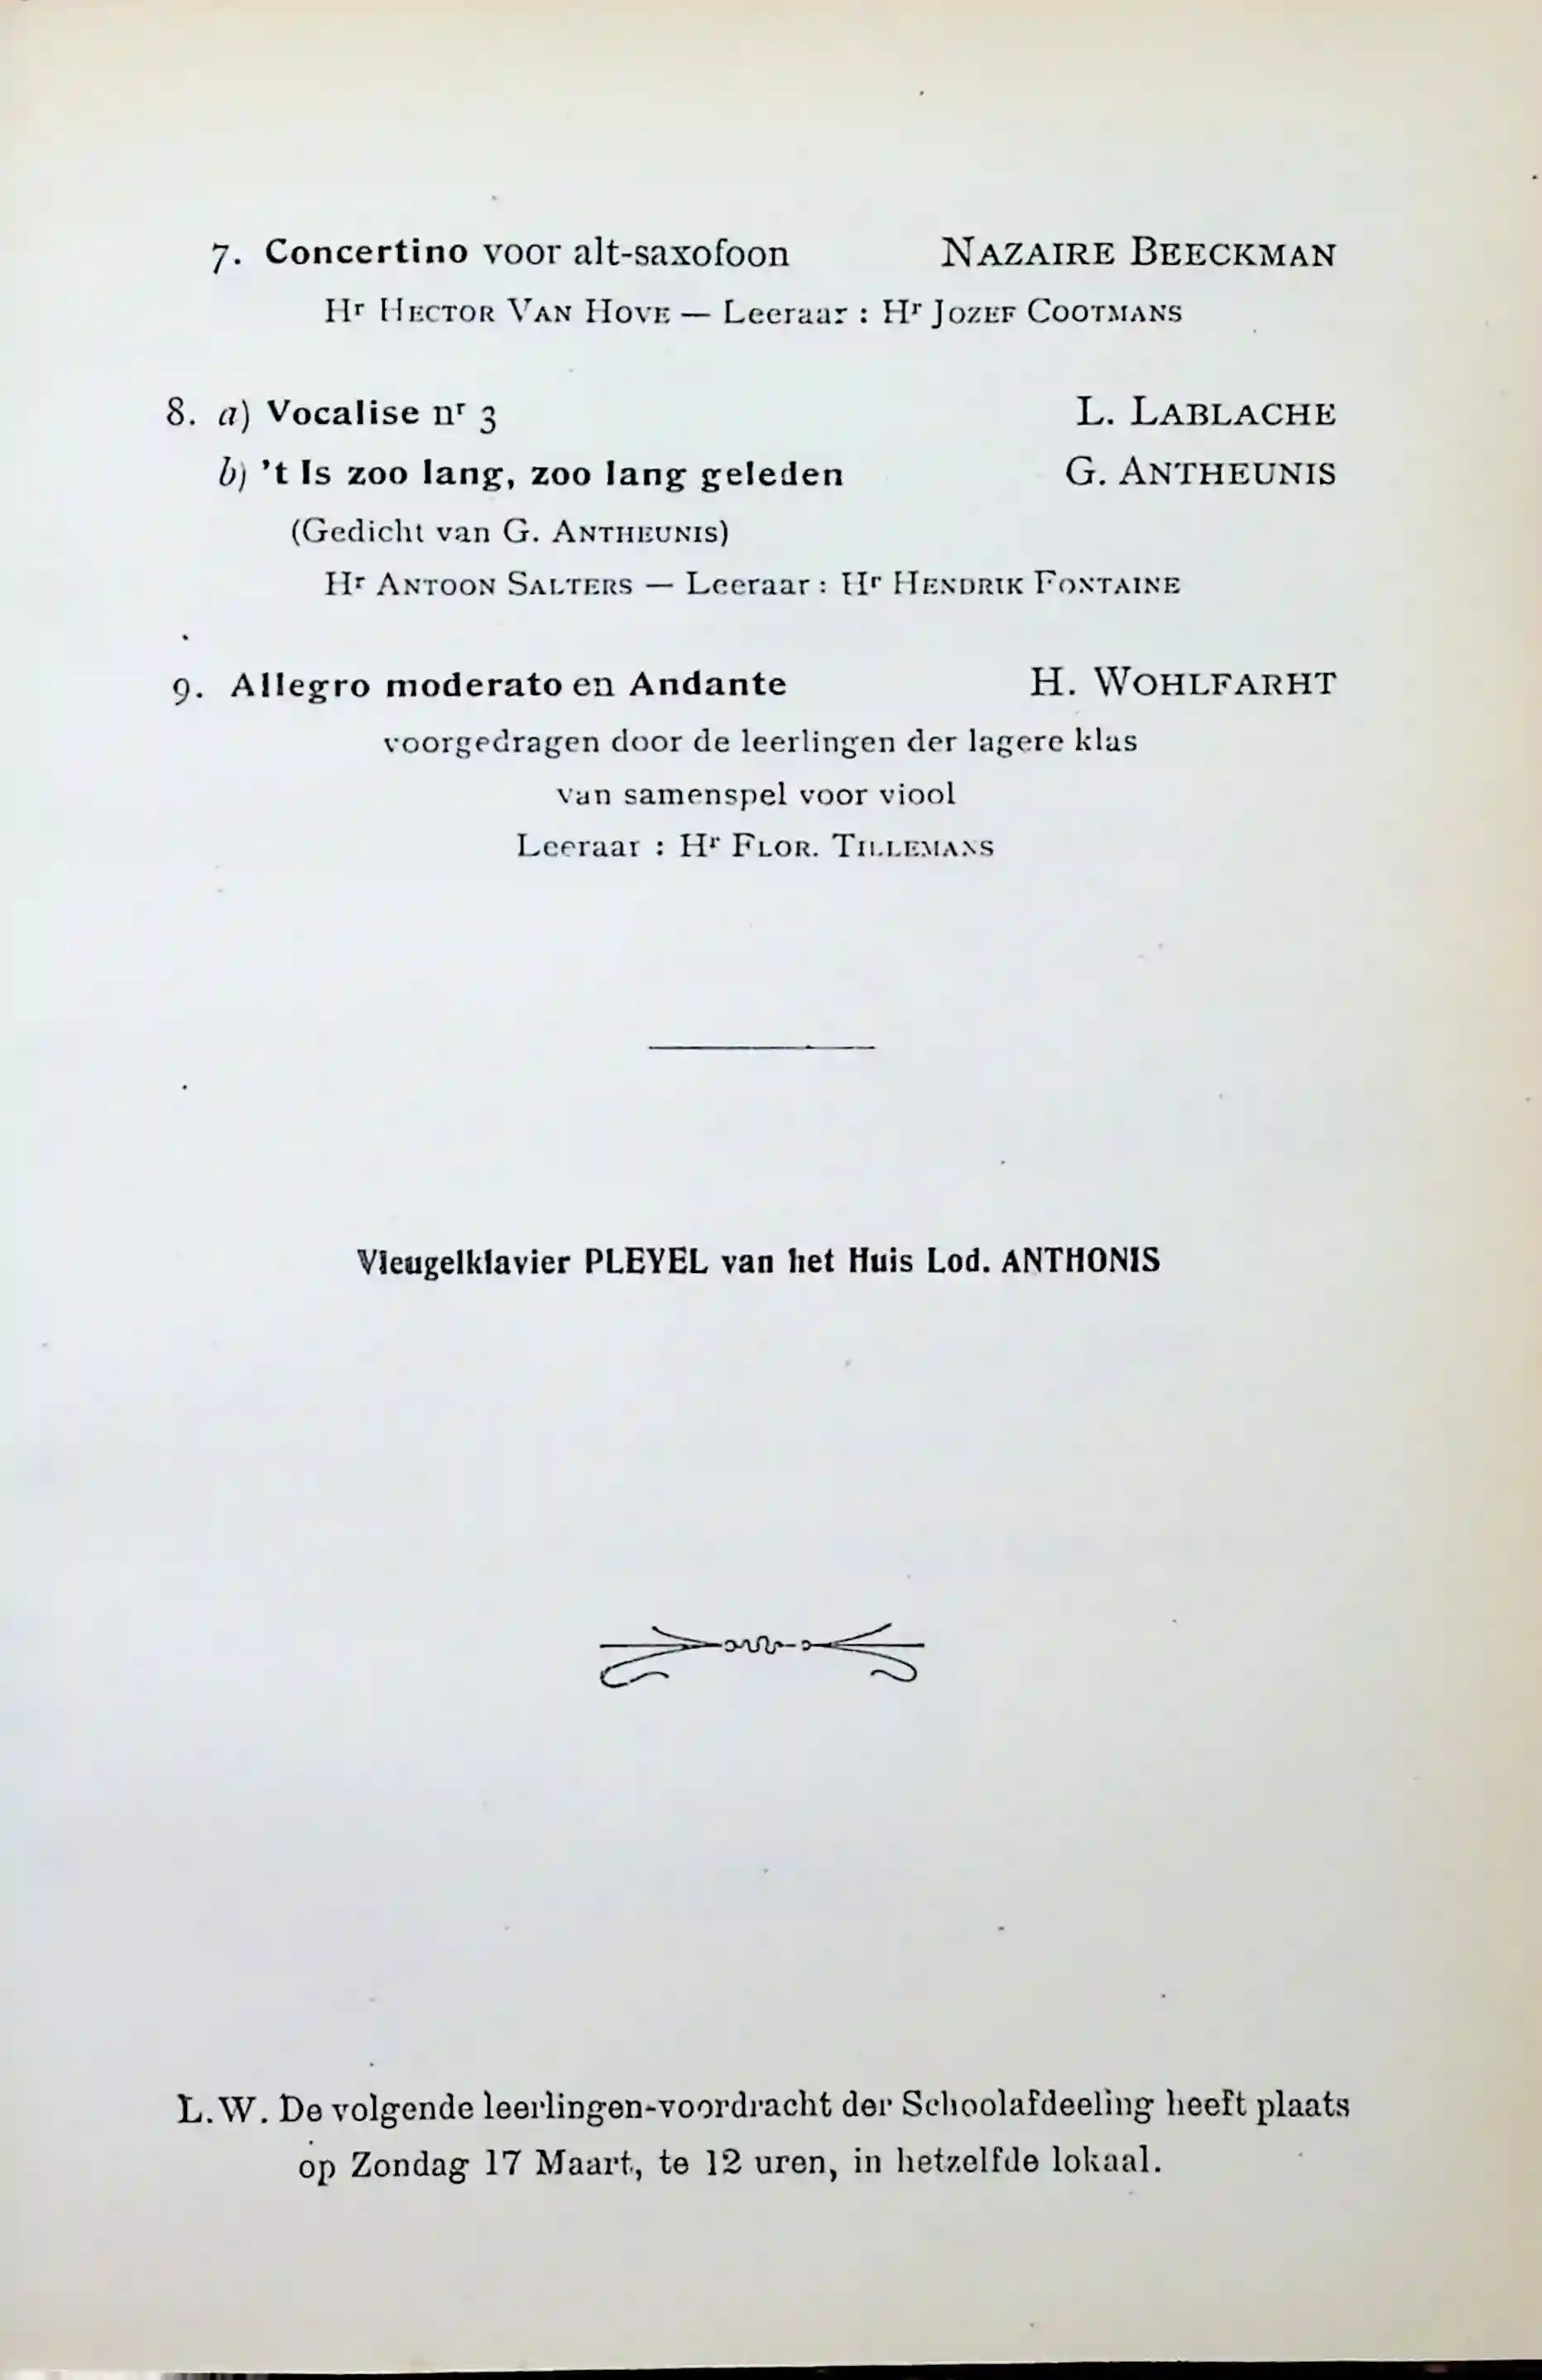 7. Concertino voor alt-saxofoon NAZAIRE BEECKMAN
Hr HECTOR VAN HOVE — Leeraar : Hr JOZEF COOTMANS
8. a) Vocalise nr 3 L. LABLACHE
b) 't Is zoo lang, zoo lang geleden G. ANTHEUNIS
(Gedicht van G. ANTHEUNIS)
Hr ANTOON SALTERS — Leeraar : Hr HENDRIK FONTAINE
9. Allegro moderato en Andante H. WOHLFARHT
voorgedragen door de leerlingen der lagere klas
van samenspel voor viool
Leeraar : Hr FLOR. TILLEMANS
Vleugelklavier PLEYEL van het Huis Lod. ANTHONIS
L.W. De volgende leerlingen-voordracht der Schoolafdeeling heeft plaats
op Zondag 17 Maart, te 12 uren, in hetzelfde lokaal.